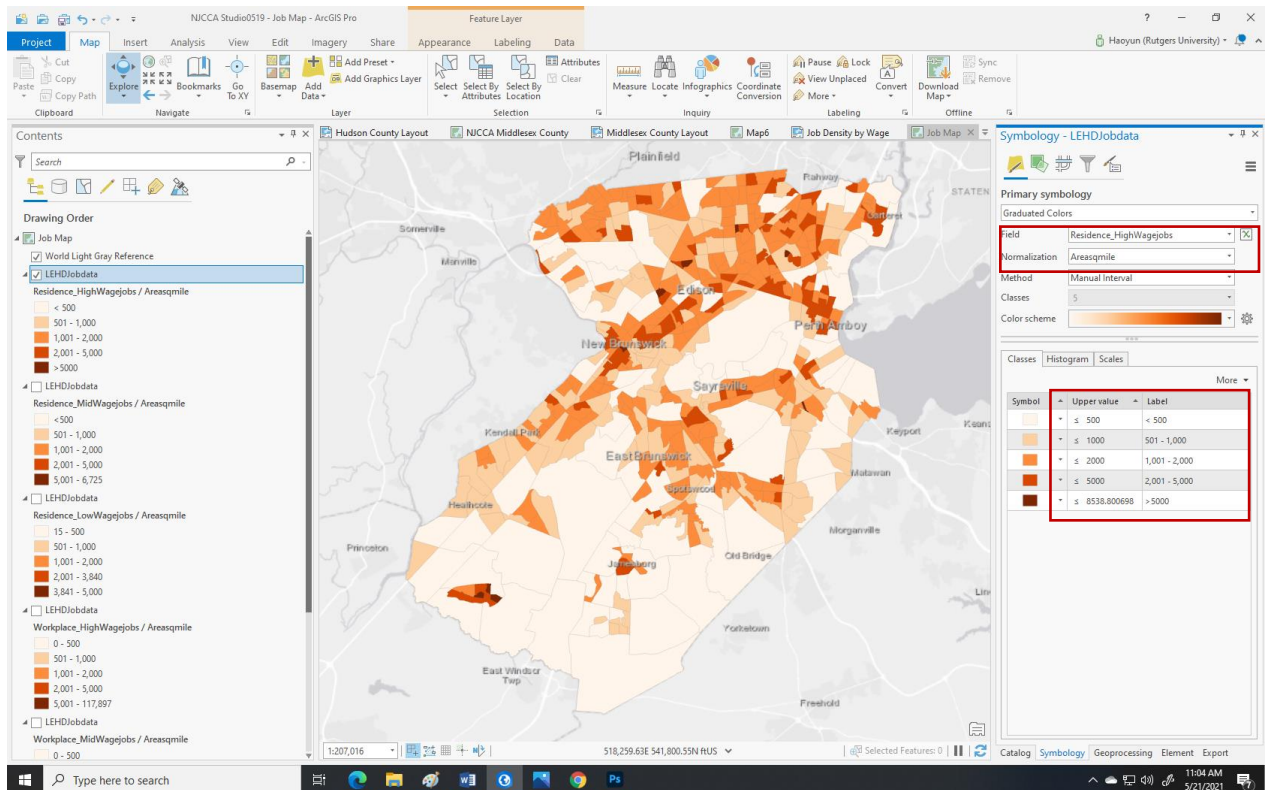 NJCCA Studio0519 - Job Map - ArcGIS Pro
Feature Layer
?
Project Map Insert Analysis View Edit Imagery Share Appearance Labeling Data
Haoyun (Rutgers University)
Paste
Cut
Copy
Copy Path
Clipboard
Explore
Bookmarks
Go To XY
Navigate
Basemap
Add Data
Add Preset
Add Graphics Layer
Layer
Select
Select By Attributes
Select By Location
Attributes
Clear
Selection
Measure
Locate
Infographics
Coordinate Conversion
Inquiry
Pause
Lock
View Unplaced
More
Convert
Labeling
Download Map
Sync
Remove
Offline
Contents
Search
Drawing Order
Job Map
World Light Gray Reference
LEHDJobdata
Residence_HighWagejobs / Areasqmile
< 500
501 - 1,000
1,001 - 2,000
2,001 - 5,000
>5000
LEHDJobdata
Residence_MidWagejobs / Areasqmile
<500
501 - 1,000
1,001 - 2,000
2,001 - 5,000
5,001 - 6,725
LEHDJobdata
Residence_LowWagejobs / Areasqmile
15 - 500
501 - 1,000
1,001 - 2,000
2,001 - 3,840
3,841 - 5,000
LEHDJobdata
Workplace_HighWagejobs / Areasqmile
0 - 500
501 - 1,000
1,001 - 2,000
2,001 - 5,000
5,001 - 117,897
LEHDJobdata
Workplace_MidWagejobs / Areasqmile
0 - 500
Hudson County Layout
NJCCA Middlesex County
Middlesex County Layout
Map6
Job Density by Wage
Job Map
Plainfield
Rahway
STATEN
Carteret
Somerville
Manville
Edison
Perth Amboy
New Brunswick
Sayreville
Keyport
Keans
Kendall Park
East Brunswick
Matawan
Spotswood
Heathcote
Morganville
Princeton
Old Bridge
Jamesburg
Lin
Yorketown
East Windsor
Twp
Freehold
1:207,016
518,259.63E 541,800.55N ftUS
Selected Features: 0
Symbology - LEHDJobdata
Primary symbology
Graduated Colors
Field Residence_HighWagejobs
Normalization Areasqmile
Method Manual Interval
Classes 5
Color scheme
Classes Histogram Scales
More
Symbol Upper value Label
≤ 500 < 500
≤ 1000 501 - 1,000
≤ 2000 1,001 - 2,000
≤ 5000 2,001 - 5,000
≤ 8538.800698 >5000
Catalog Symbology Geoprocessing Element Export
Type here to search
Ps
11:04 AM
5/21/2021